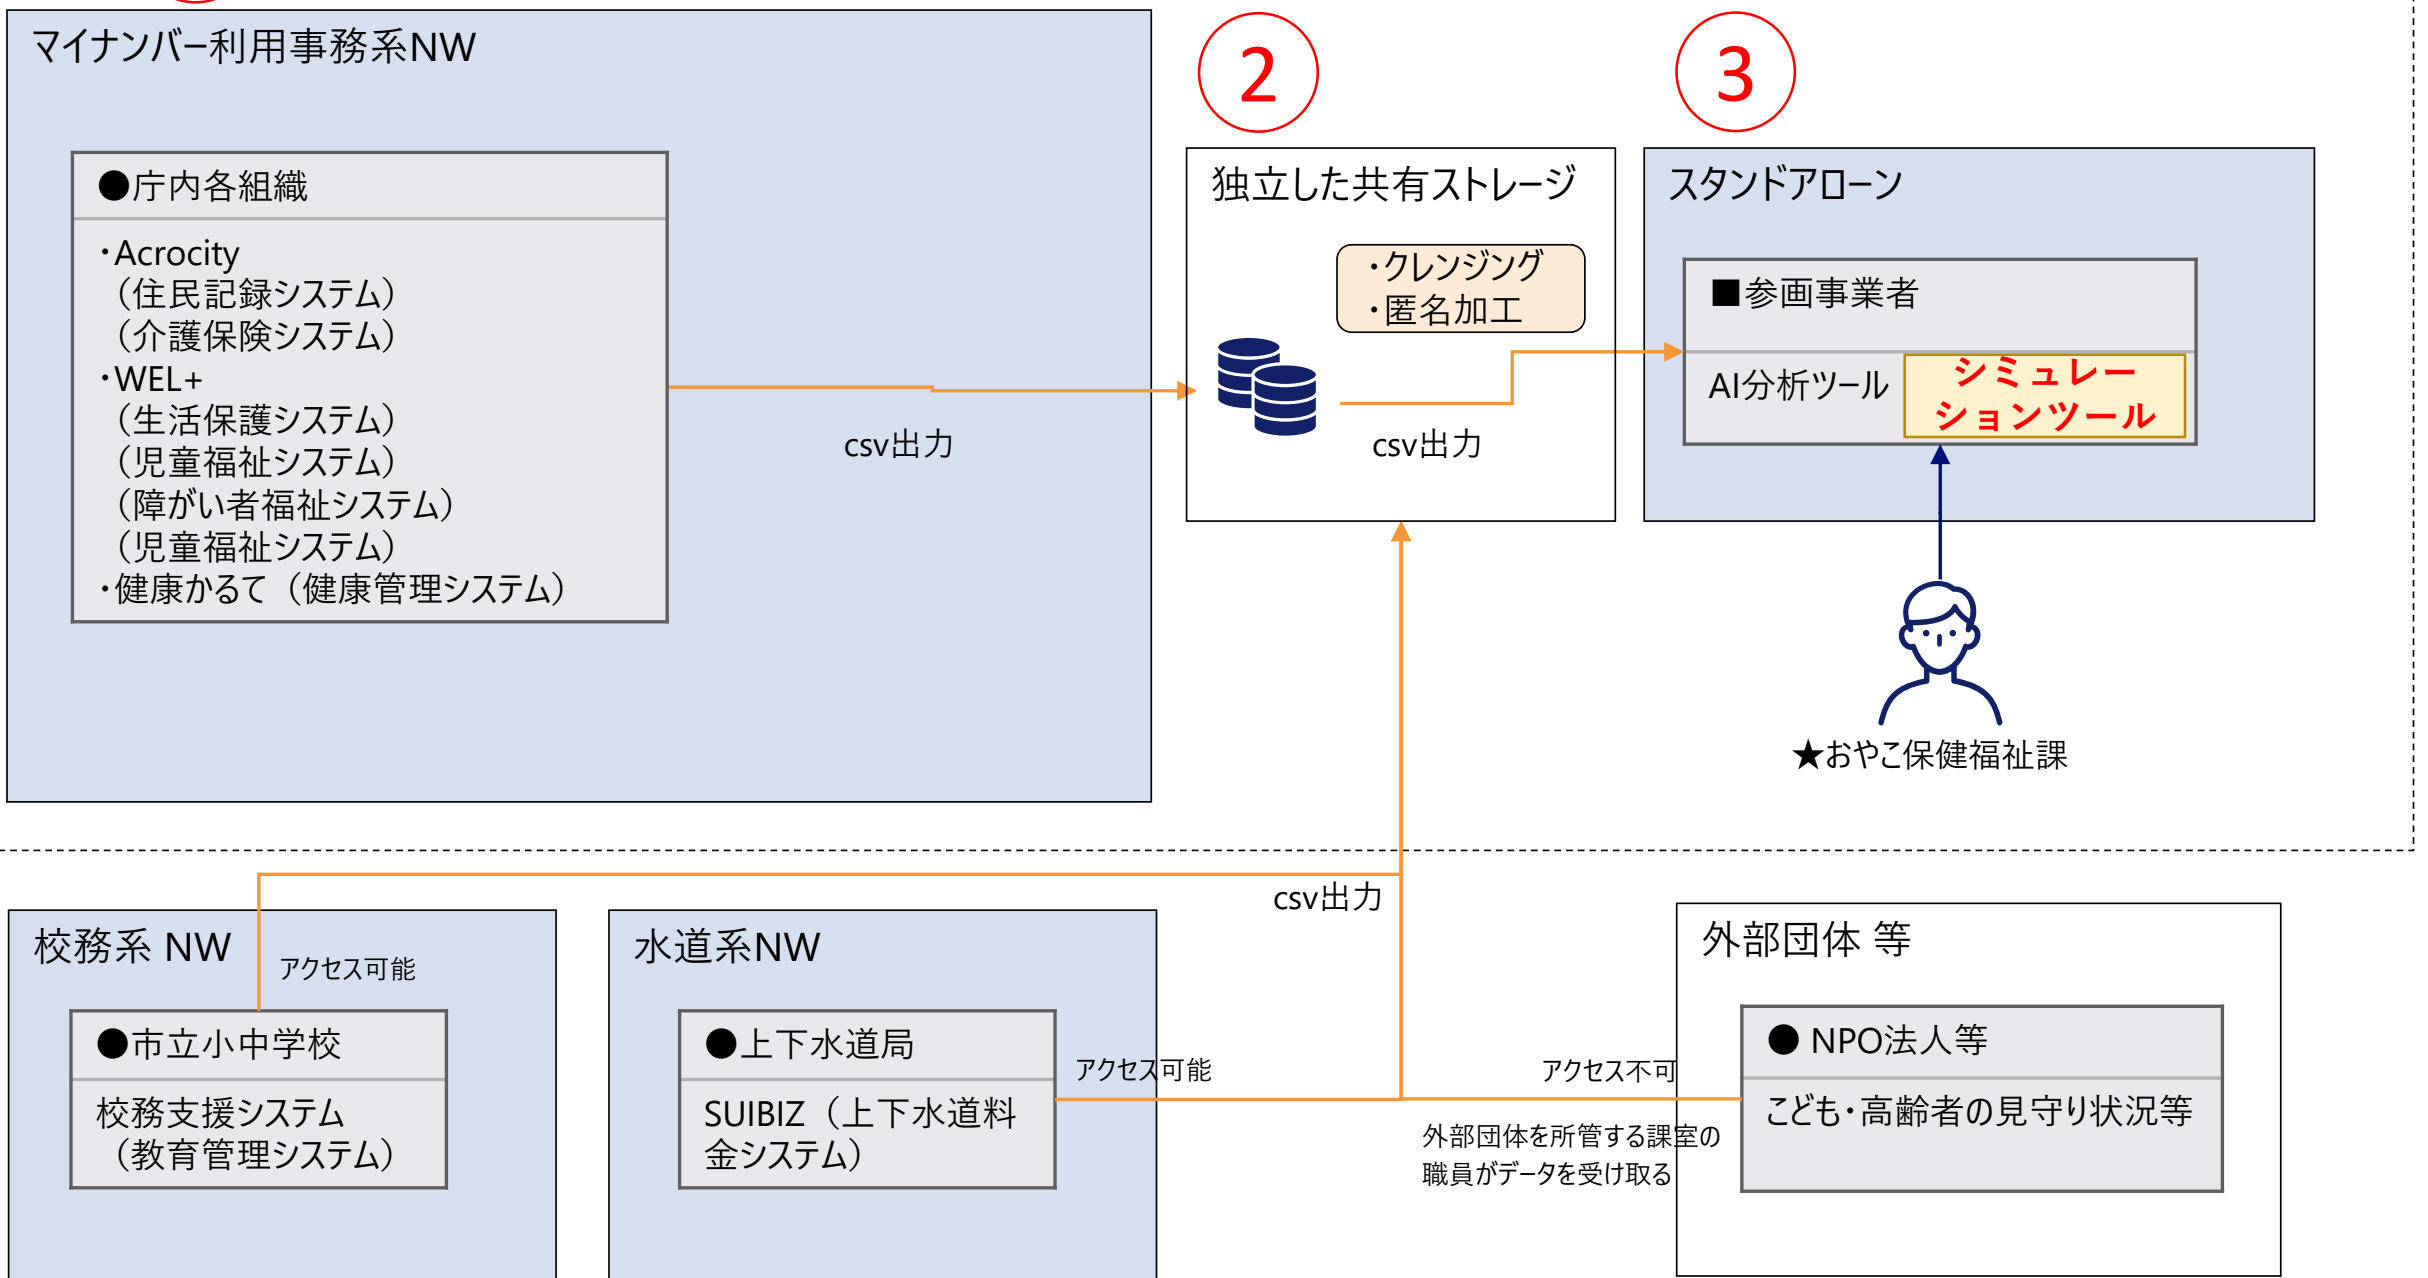 マイナンバー利用事務系NW
2
3
●庁内各組織
・Acrocity
（住民記録システム）
（介護保険システム）
・WEL+
（生活保護システム）
（児童福祉システム）
（障がい者福祉システム）
（児童福祉システム）
・健康かるて（健康管理システム）
csv出力
独立した共有ストレージ
・クレンジング
・匿名加工
csv出力
スタンドアローン
■参画事業者
AI分析ツール
シミュレー
ションツール
★おやこ保健福祉課
csv出力
校務系 NW
アクセス可能
●市立小中学校
校務支援システム
（教育管理システム）
水道系NW
●上下水道局
SUIBIZ（上下水道料
金システム）
アクセス可能
アクセス不可
外部団体を所管する課室の
職員がデータを受け取る
外部団体 等
● NPO法人等
こども・高齢者の見守り状況等